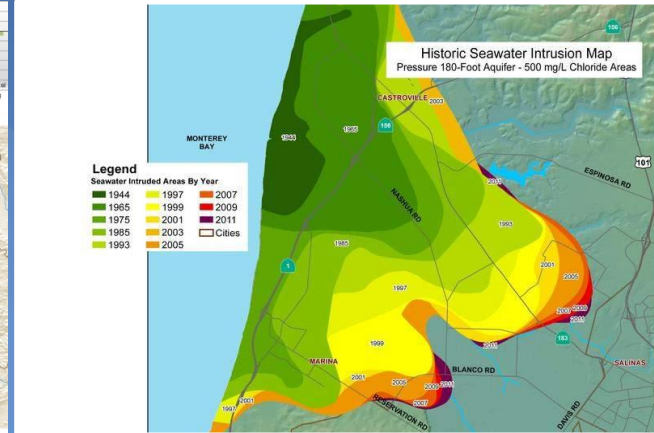 Historic Seawater Intrusion Map
Pressure 180-Foot Aquifer - 500 mg/L Chloride Areas
156
CASTROVILLE
2003
156
MONTEREY
BAY
1944
1965
101
ESPINOSA RD
2011
Legend
Seawater Intruded Areas By Year
1944
1997
2007
1965
1999
2009
1975
2001
2011
1985
2003
Cities
1993
2005
NASHUA RD
1993
1985
2001
1
2005
1997
2007
2009
2011
183
1999
2011
MARINA
SALINAS
BLANCO RD
2001
2005
2009
2011
2007
1997
2001
RESERVATION RD
DAVIS RD